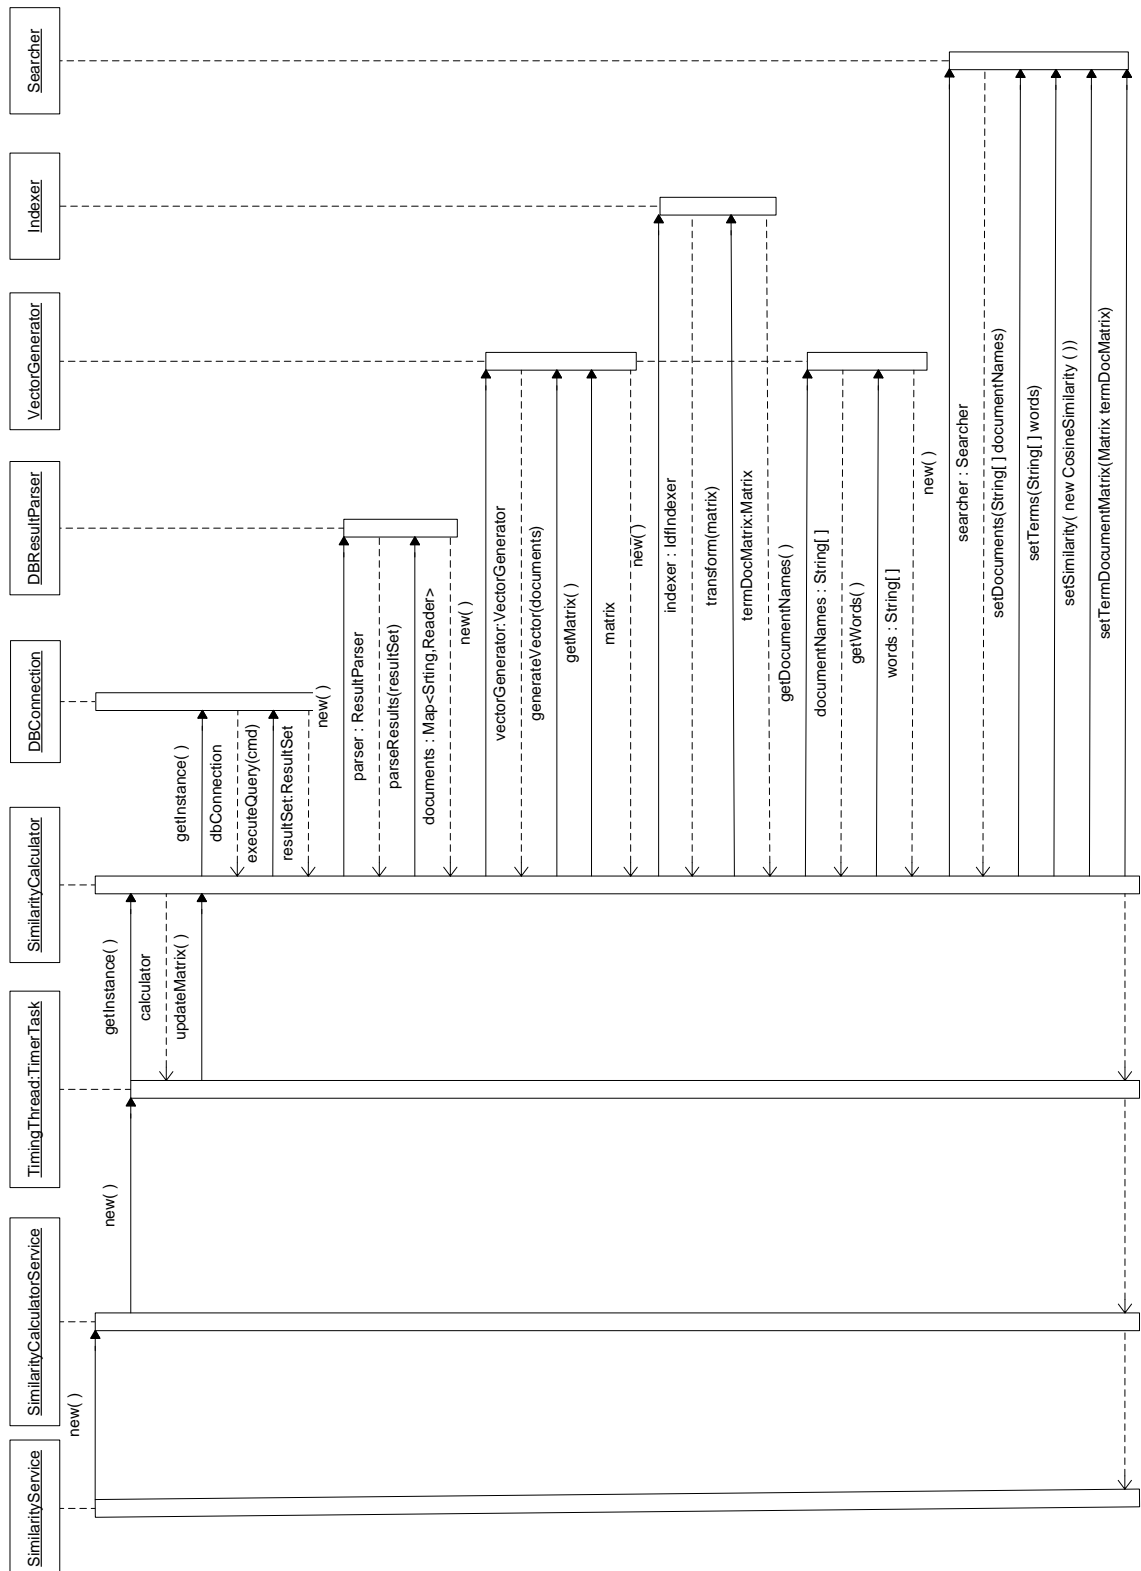 SimilarityService
SimilarityCalculatorService
TimingThread:TimerTask
SimilarityCalculator
DBConnection
DBResultParser
VectorGenerator
Indexer
Searcher
new( )
new( )
getInstance( )
calculator
updateMatrix( )
getInstance( )
dbConnection
executeQuery(cmd)
resultSet:ResultSet
new( )
parser : ResultParser
parseResults(resultSet)
documents : Map<Srting,Reader>
new( )
vectorGenerator:VectorGenerator
generateVector(documents)
getMatrix( )
matrix
new( )
indexer : IdfIndexer
transform(matrix)
termDocMatrix:Matrix
getDocumentNames( )
documentNames : String[ ]
getWords( )
words : String[ ]
new( )
searcher : Searcher
setDocuments(String[ ] documentNames)
setTerms(String[ ] words)
setSimilarity( new CosineSimilarity ( ))
setTermDocumentMatrix(Matrix termDocMatrix)